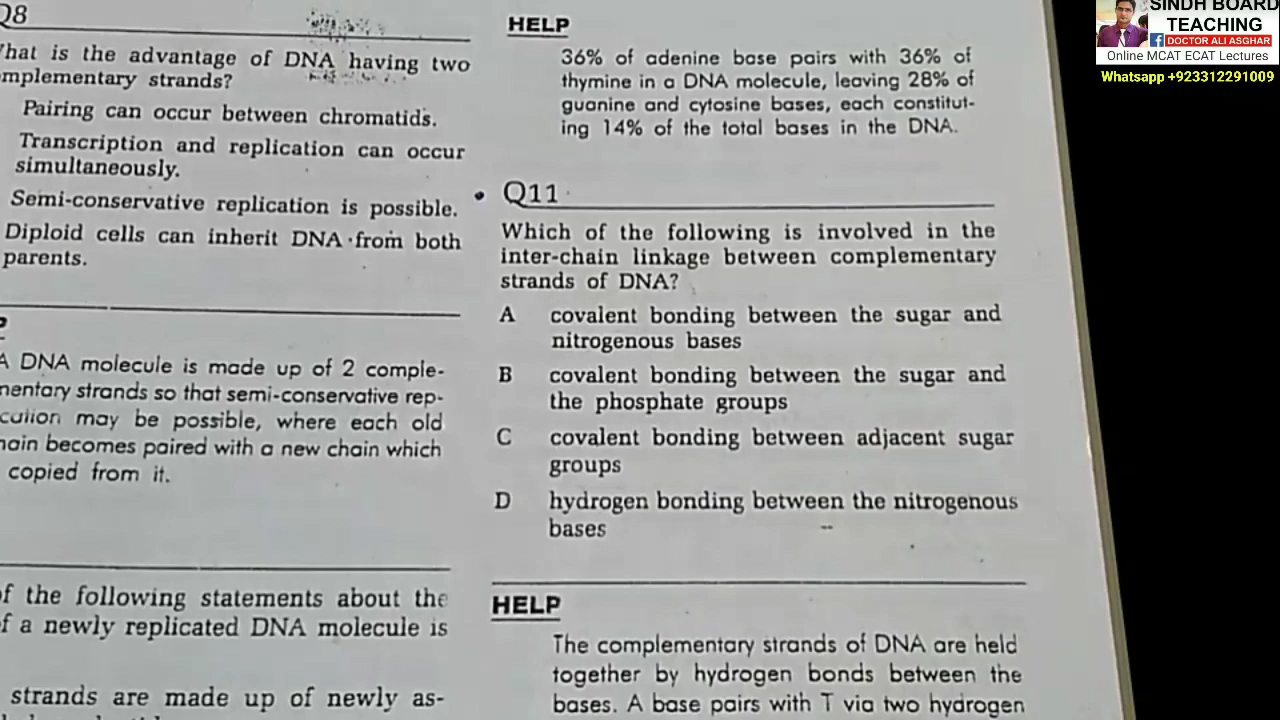 Q8
What is the advantage of DNA having two
complementary strands?
Pairing can occur between chromatids.
Transcription and replication can occur
simultaneously.
Semi-conservative replication is possible.
Diploid cells can inherit DNA from both
parents.
A DNA molecule is made up of 2 comple-
mentary strands so that semi-conservative rep-
lication may be possible, where each old
chain becomes paired with a new chain which
copied from it.
of the following statements about the
of a newly replicated DNA molecule is
strands are made up of newly as-
HELP
36% of adenine base pairs with 36% of
thymine in a DNA molecule, leaving 28% of
guanine and cytosine bases, each constitut-
ing 14% of the total bases in the DNA.
Q11
Which of the following is involved in the
inter-chain linkage between complementary
strands of DNA?
A covalent bonding between the sugar and
nitrogenous bases
B covalent bonding between the sugar and
the phosphate groups
C covalent bonding between adjacent sugar
groups
D hydrogen bonding between the nitrogenous
bases
HELP
The complementary strands of DNA are held
together by hydrogen bonds between the
bases. A base pairs with T via two hydrogen
SINDH BOARD
TEACHING
DOCTOR ALI ASGHAR
Online MCAT ECAT Lectures
Whatsapp +923312291009